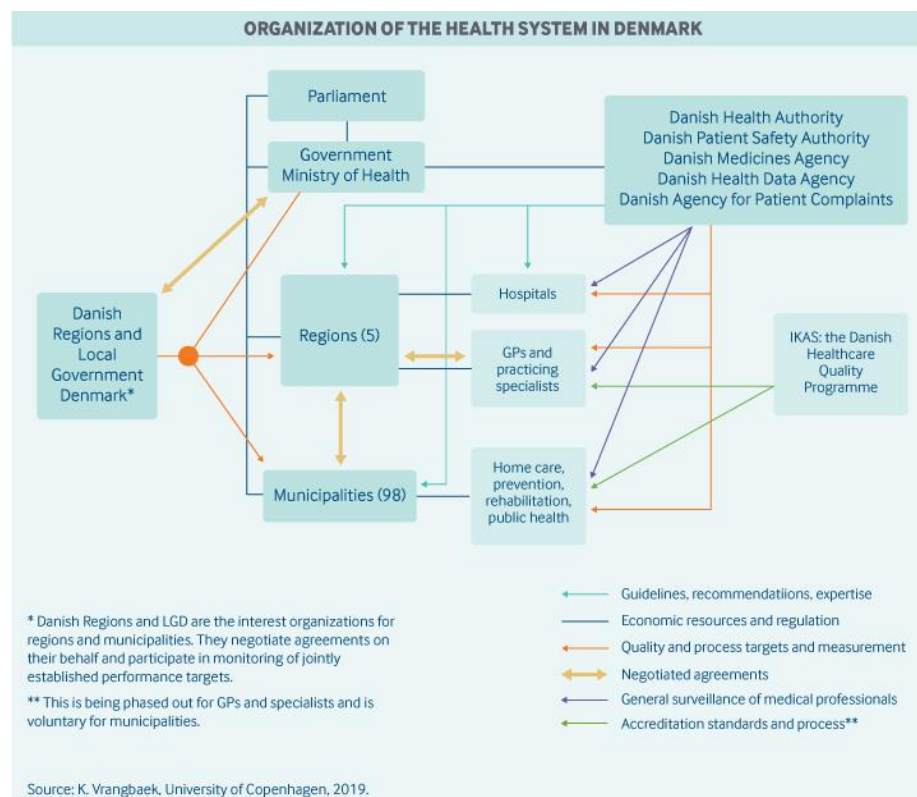 ORGANIZATION OF THE HEALTH SYSTEM IN DENMARK
Parliament
Government
Ministry of Health
Danish Health Authority
Danish Patient Safety Authority
Danish Medicines Agency
Danish Health Data Agency
Danish Agency for Patient Complaints
Danish
Regions and
Local
Government
Denmark*
Regions (5)
Hospitals
GPs and
practicing
specialists
IKAS: the Danish
Healthcare
Quality
Programme
Municipalities (98)
Home care,
prevention,
rehabilitation,
public health
* Danish Regions and LGD are the interest organizations for
regions and municipalities. They negotiate agreements on
their behalf and participate in monitoring of jointly
established performance targets.
** This is being phased out for GPs and specialists and is
voluntary for municipalities.
Guidelines, recommendatiions, expertise
Economic resources and regulation
Quality and process targets and measurement
Negotiated agreements
General surveillance of medical professionals
Accreditation standards and process**
Source: K. Vrangbaek, University of Copenhagen, 2019.